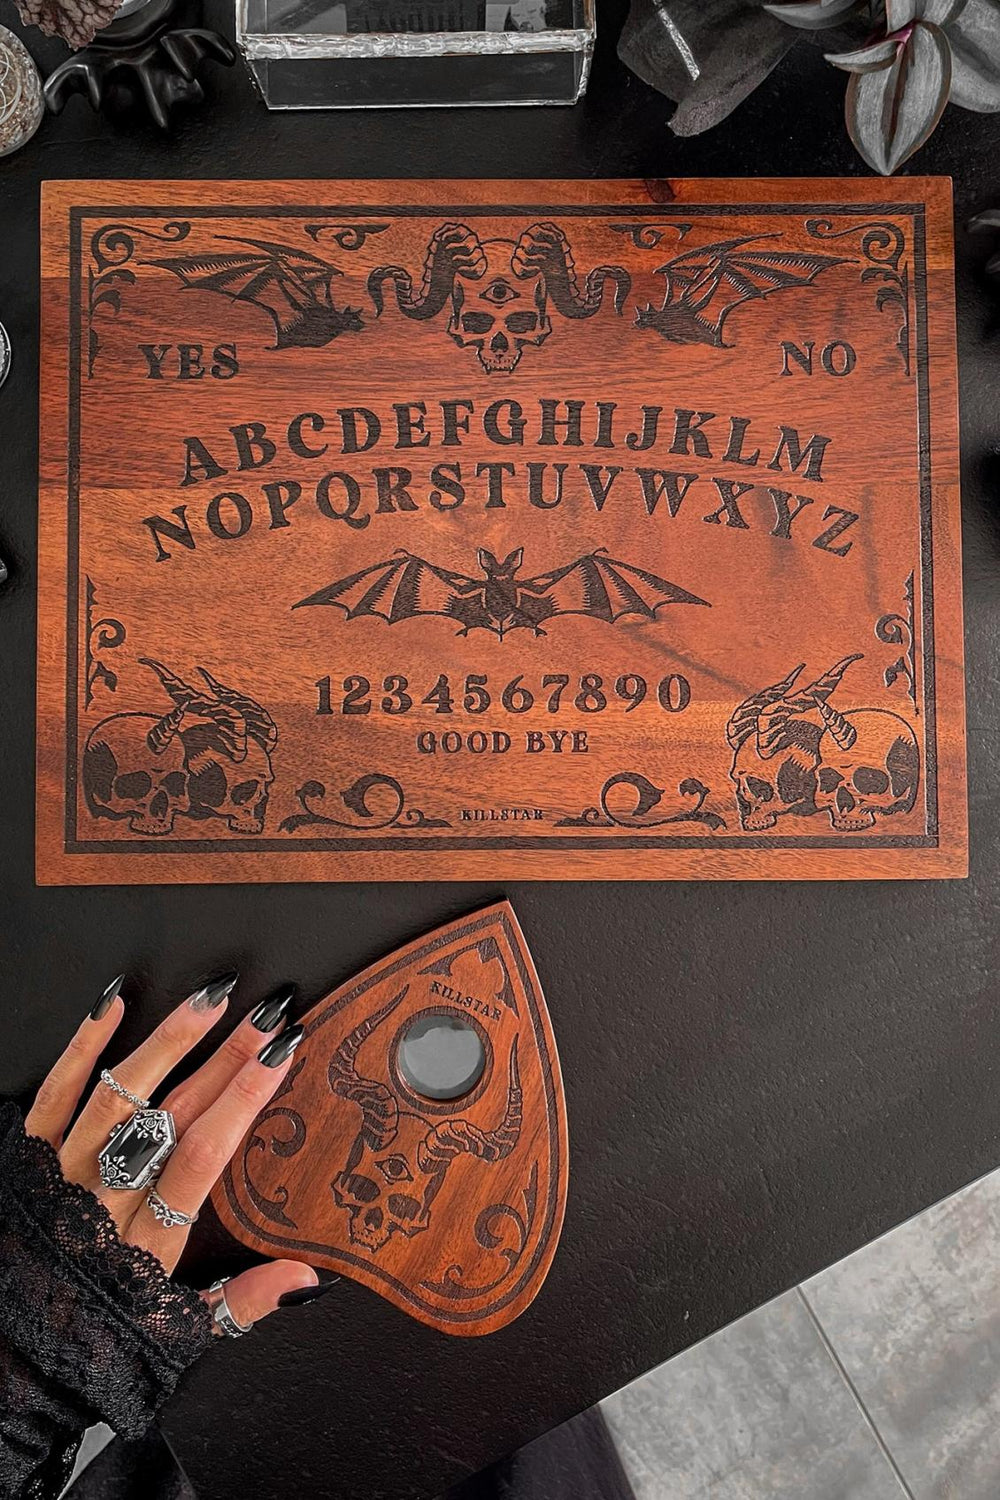 YES NO
ABCDEFGHIJKLM
NOPQRSTUVWXYZ
1234567890
GOOD BYE
KILLSTAR
KILLSTAR